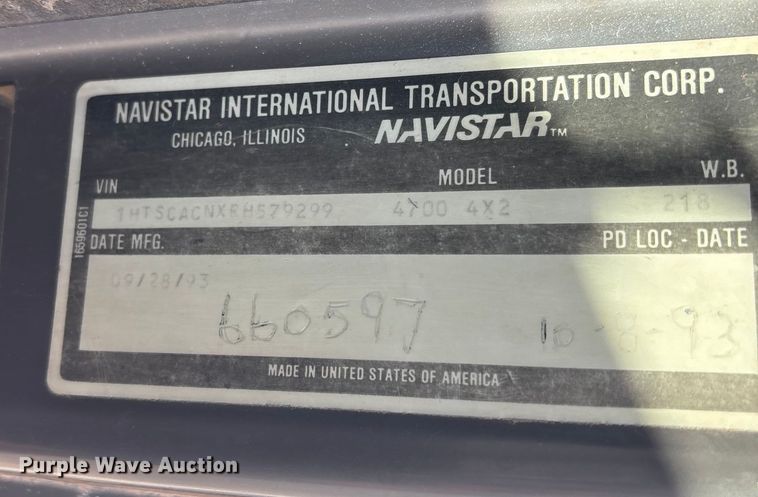 NAVISTAR INTERNATIONAL TRANSPORTATION CORP.
CHICAGO, ILLINOIS NAVISTAR™
VIN MODEL W.B.
1HTSCACNXRH579299 4700 4X2 218
1659601C1
DATE MFG. PD LOC - DATE
09/28/93
660597 10-8-93
MADE IN UNITED STATES OF AMERICA
Purple Wave Auction